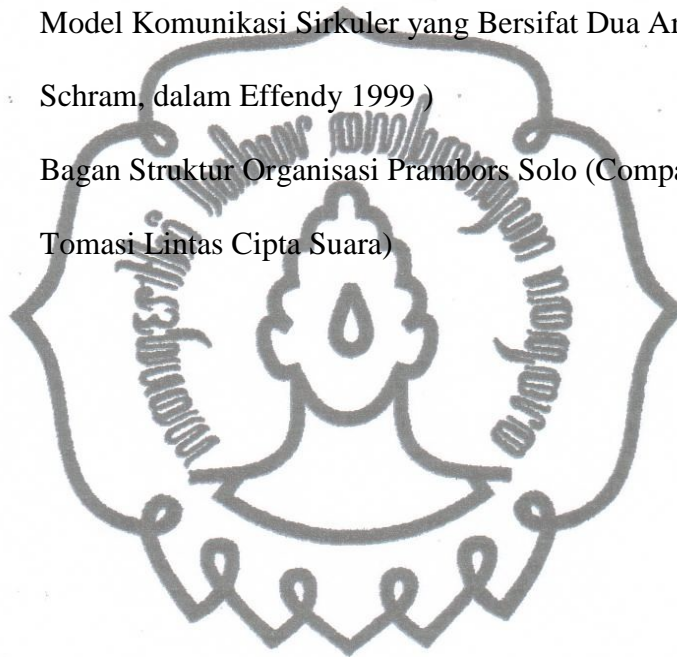 Model Komunikasi Sirkuler yang Bersifat Dua Ar
Schram, dalam Effendy 1999 )
Bagan Struktur Organisasi Prambors Solo (Compa
Tomasi Lintas Cipta Suara)